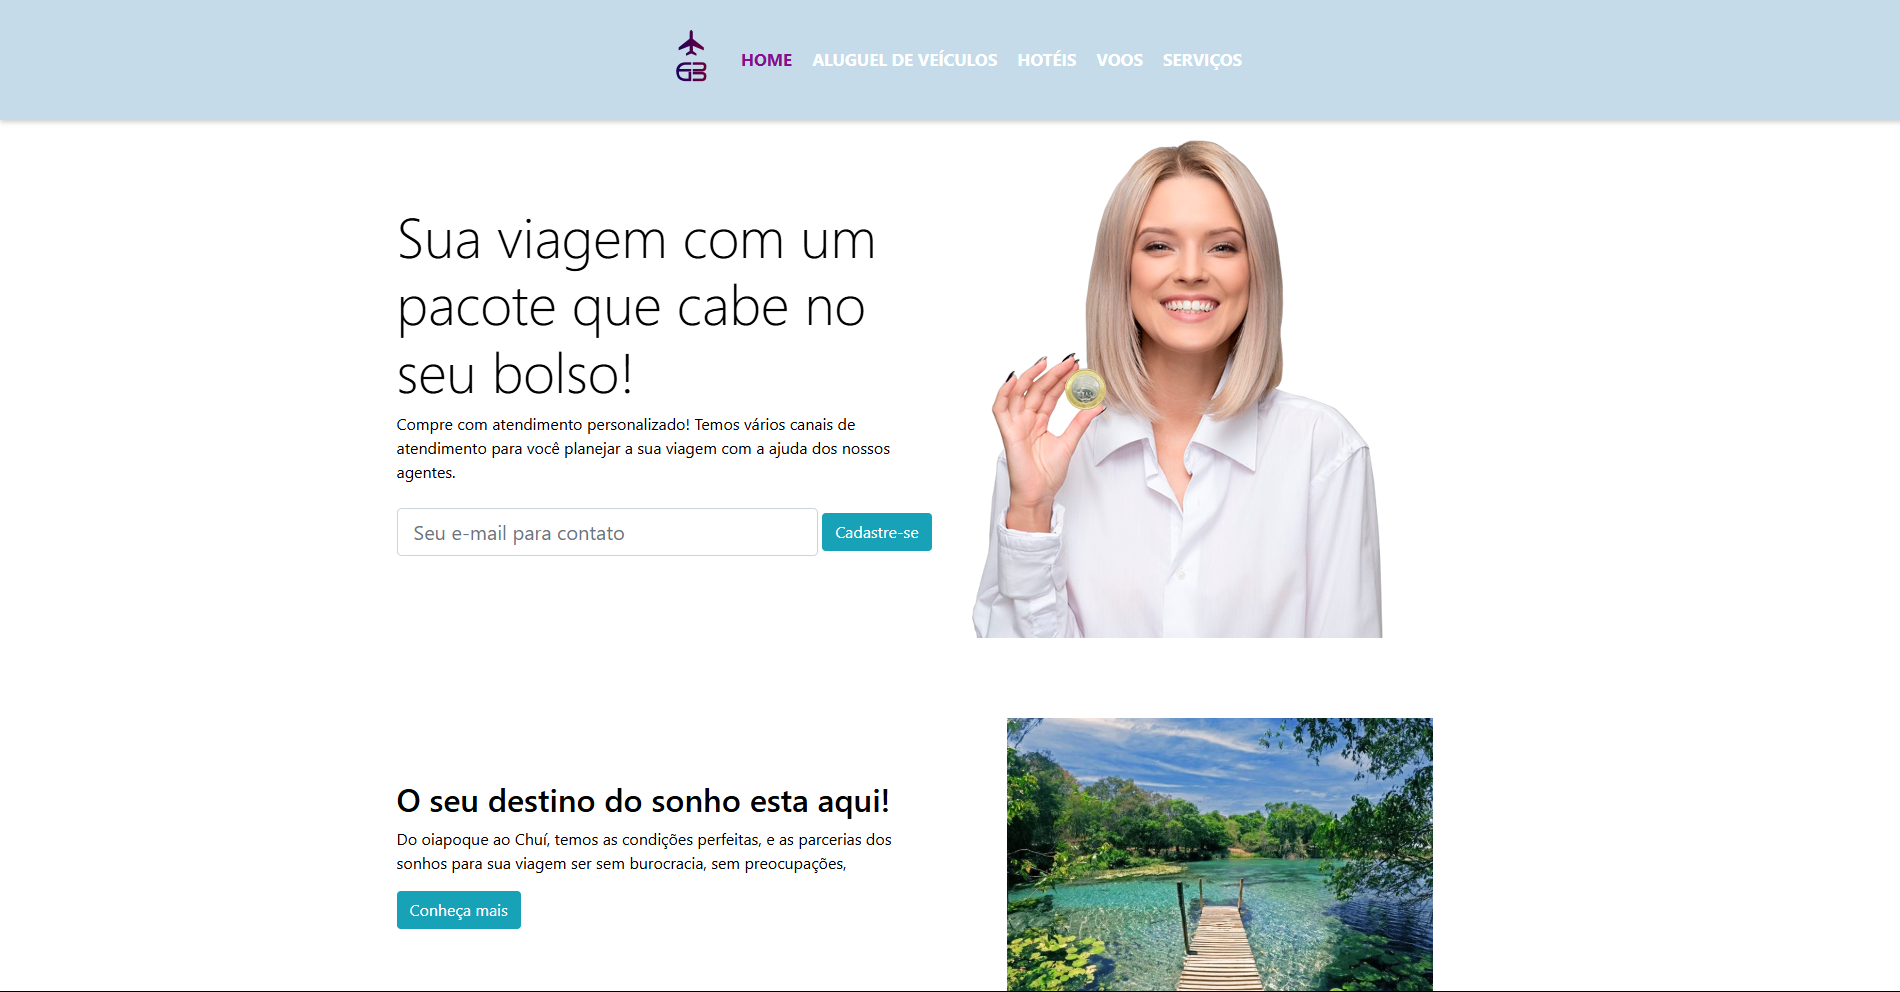 GB
HOME ALUGUEL DE VEÍCULOS HOTÉIS VOOS SERVIÇOS
Sua viagem com um
pacote que cabe no
seu bolso!
Compre com atendimento personalizado! Temos vários canais de
atendimento para você planejar a sua viagem com a ajuda dos nossos
agentes.
Seu e-mail para contato
Cadastre-se
O seu destino do sonho esta aqui!
Do oiapoque ao Chuí, temos as condições perfeitas, e as parcerias dos
sonhos para sua viagem ser sem burocracia, sem preocupações,
Conheça mais